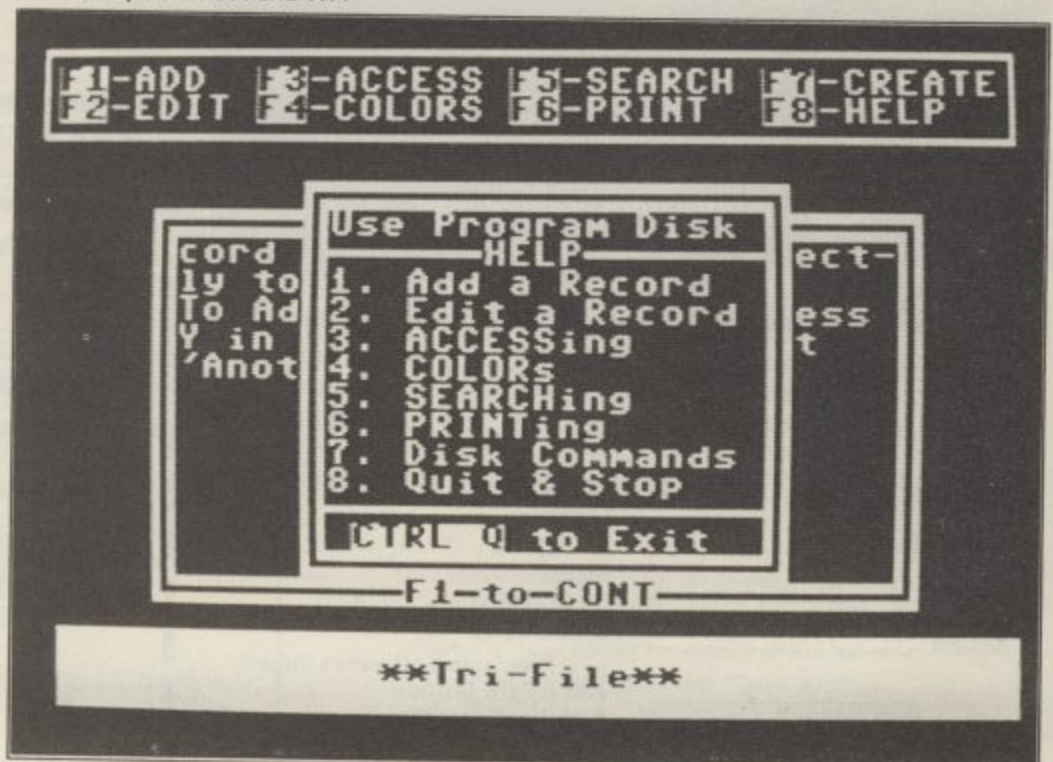 F1-ADD F3-ACCESS F5-SEARCH F7-CREATE
F2-EDIT F4-COLORS F6-PRINT F8-HELP
Use Program Disk
HELP
cord ect-
ly to 1. Add a Record
To Ad 2. Edit a Record ess
Y in 3. ACCESSing t
'Anot 4. COLORs
5. SEARCHing
6. PRINTing
7. Disk Commands
8. Quit & Stop
CTRL Q to Exit
F1-to-CONT
**Tri-File**